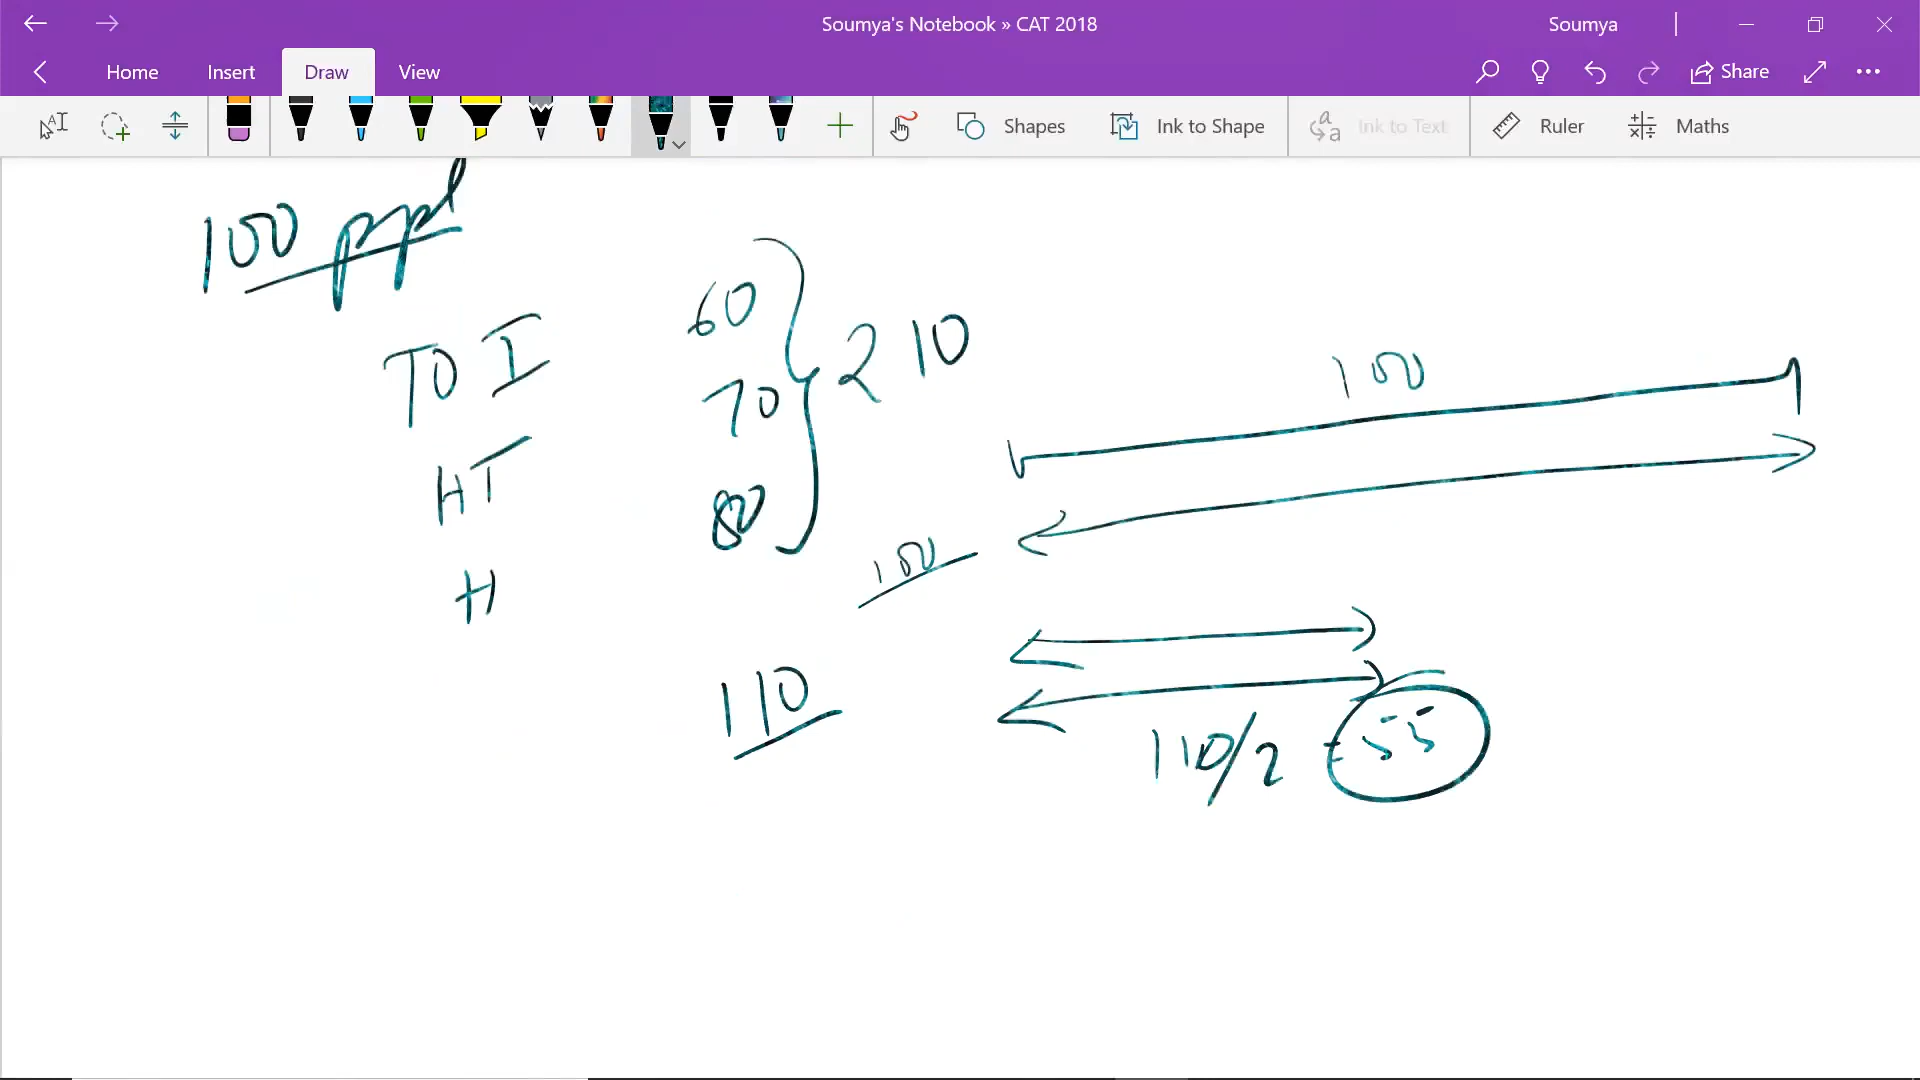 Soumya's Notebook » CAT 2018
Soumya
Home
Insert
Draw
View
Share
Shapes
Ink to Shape
Ink to Text
Ruler
Maths
100 ppl
TOI 60
HT 70
H 80
210
100
100
110
110/2 = 55